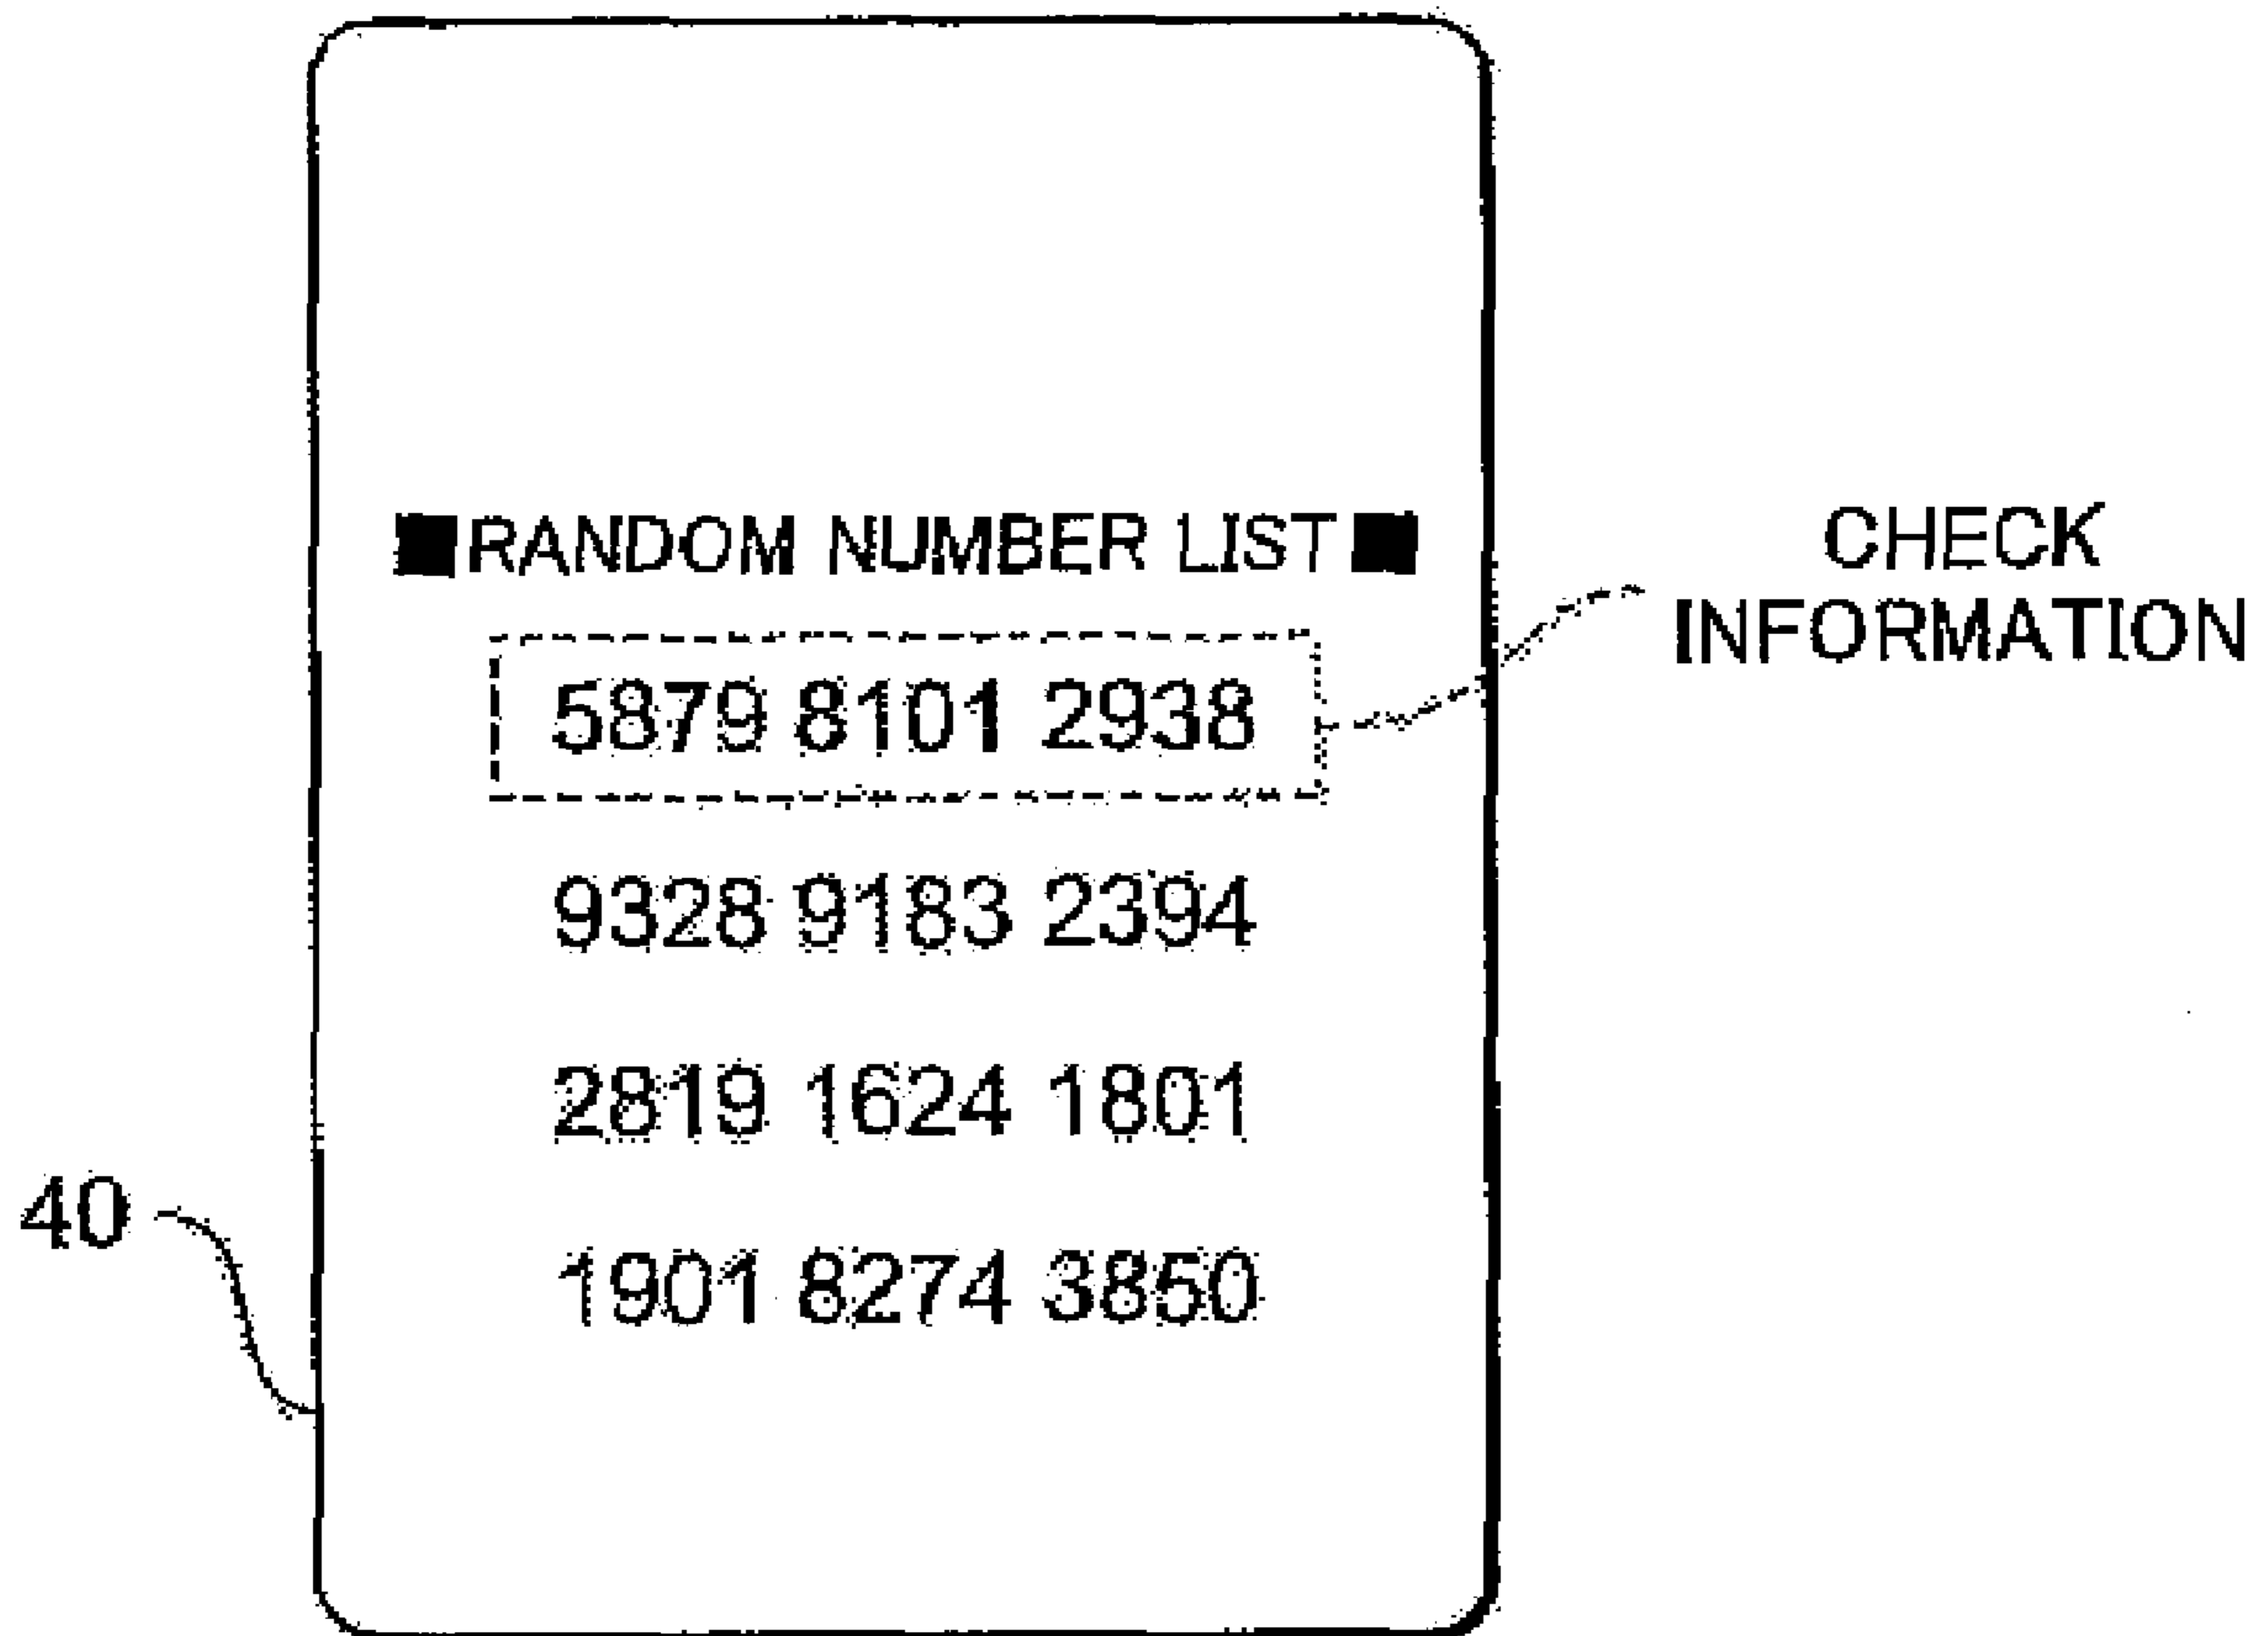 ■RANDOM NUMBER LIST■
CHECK
INFORMATION
5879 8101 2938
9328 9183 2394
2819 1624 1801
40
1901 8274 3850